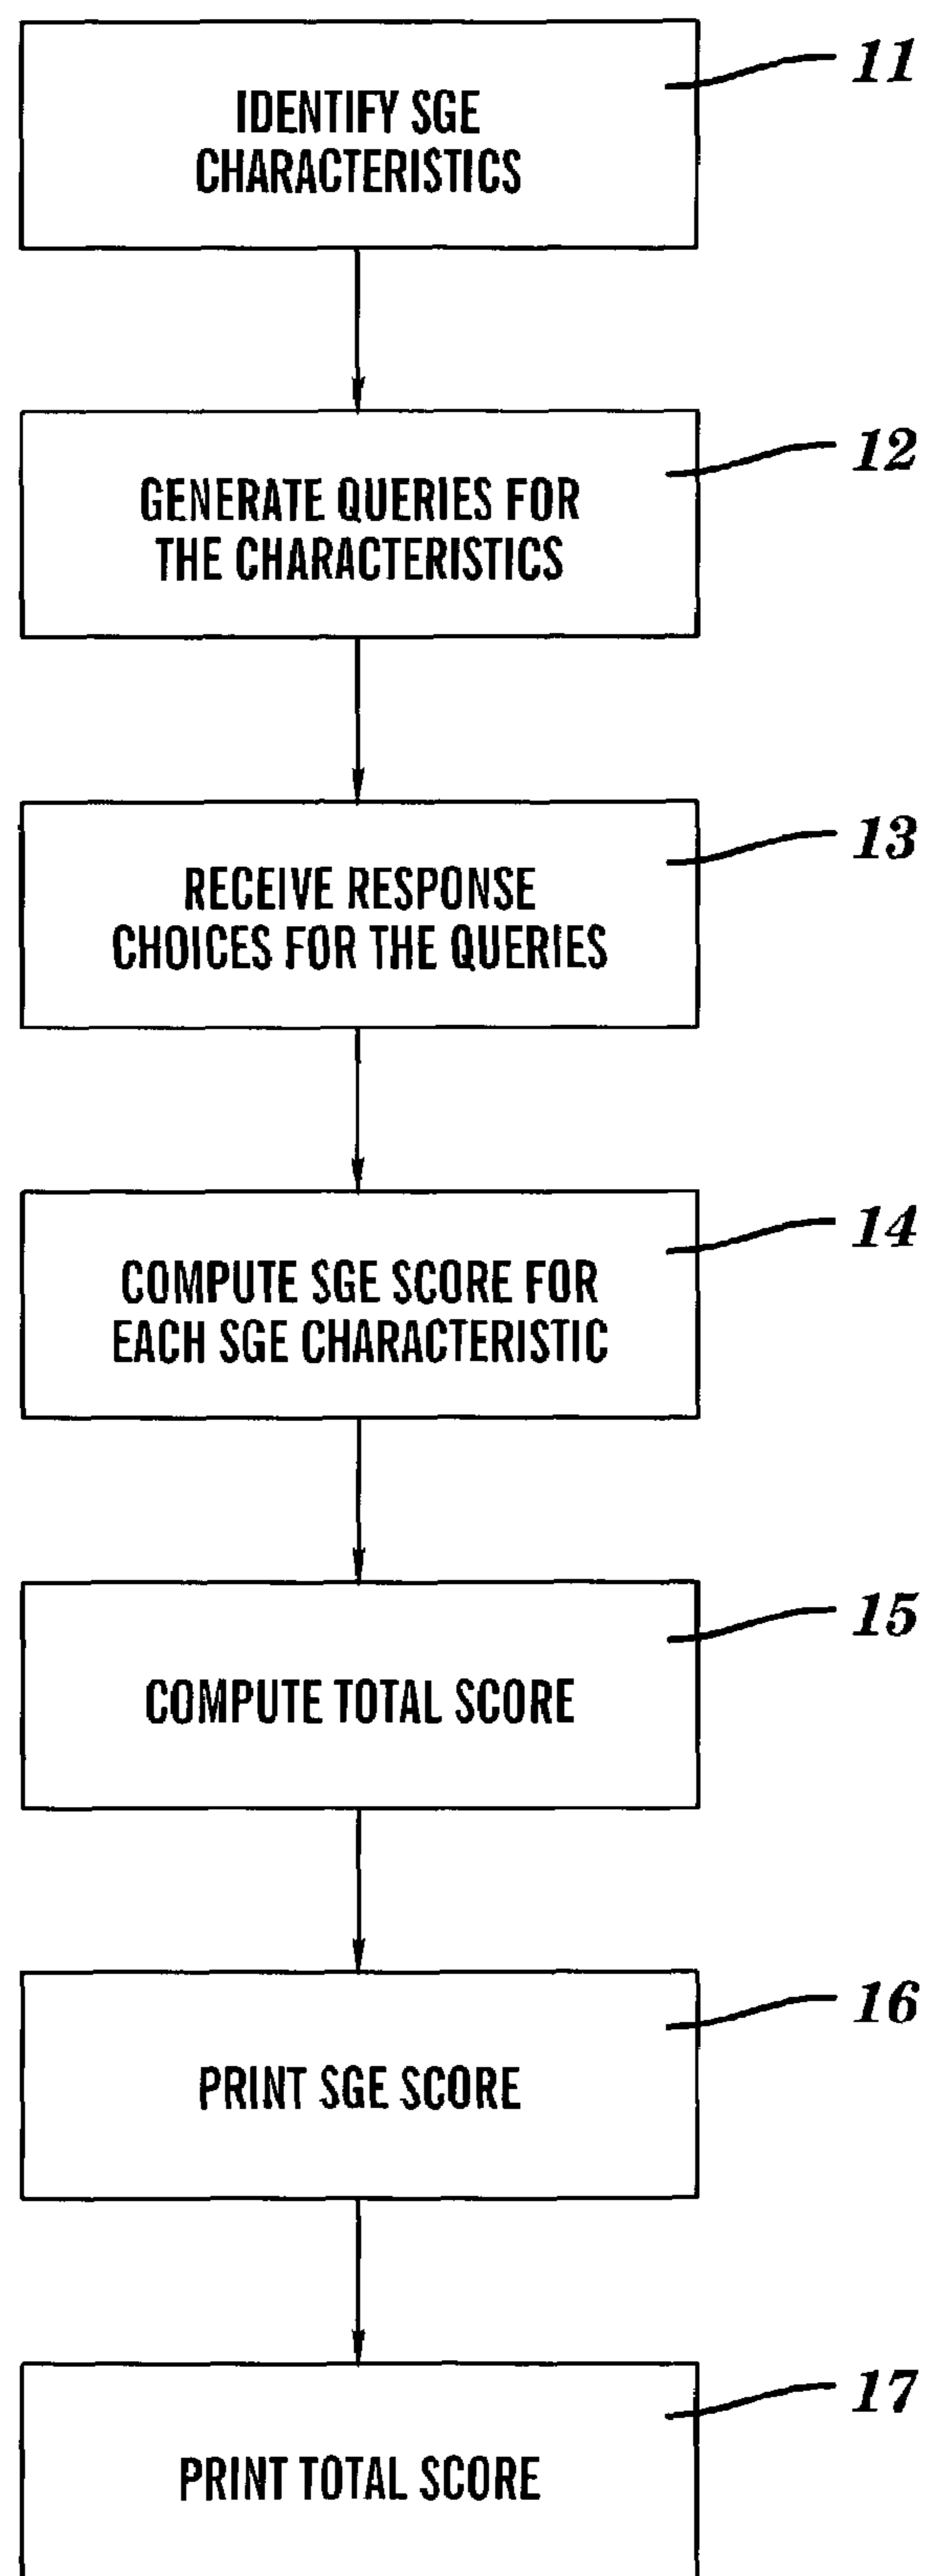 IDENTIFY SGE
CHARACTERISTICS
11
GENERATE QUERIES FOR
THE CHARACTERISTICS
12
RECEIVE RESPONSE
CHOICES FOR THE QUERIES
13
COMPUTE SGE SCORE FOR
EACH SGE CHARACTERISTIC
14
COMPUTE TOTAL SCORE
15
PRINT SGE SCORE
16
PRINT TOTAL SCORE
17